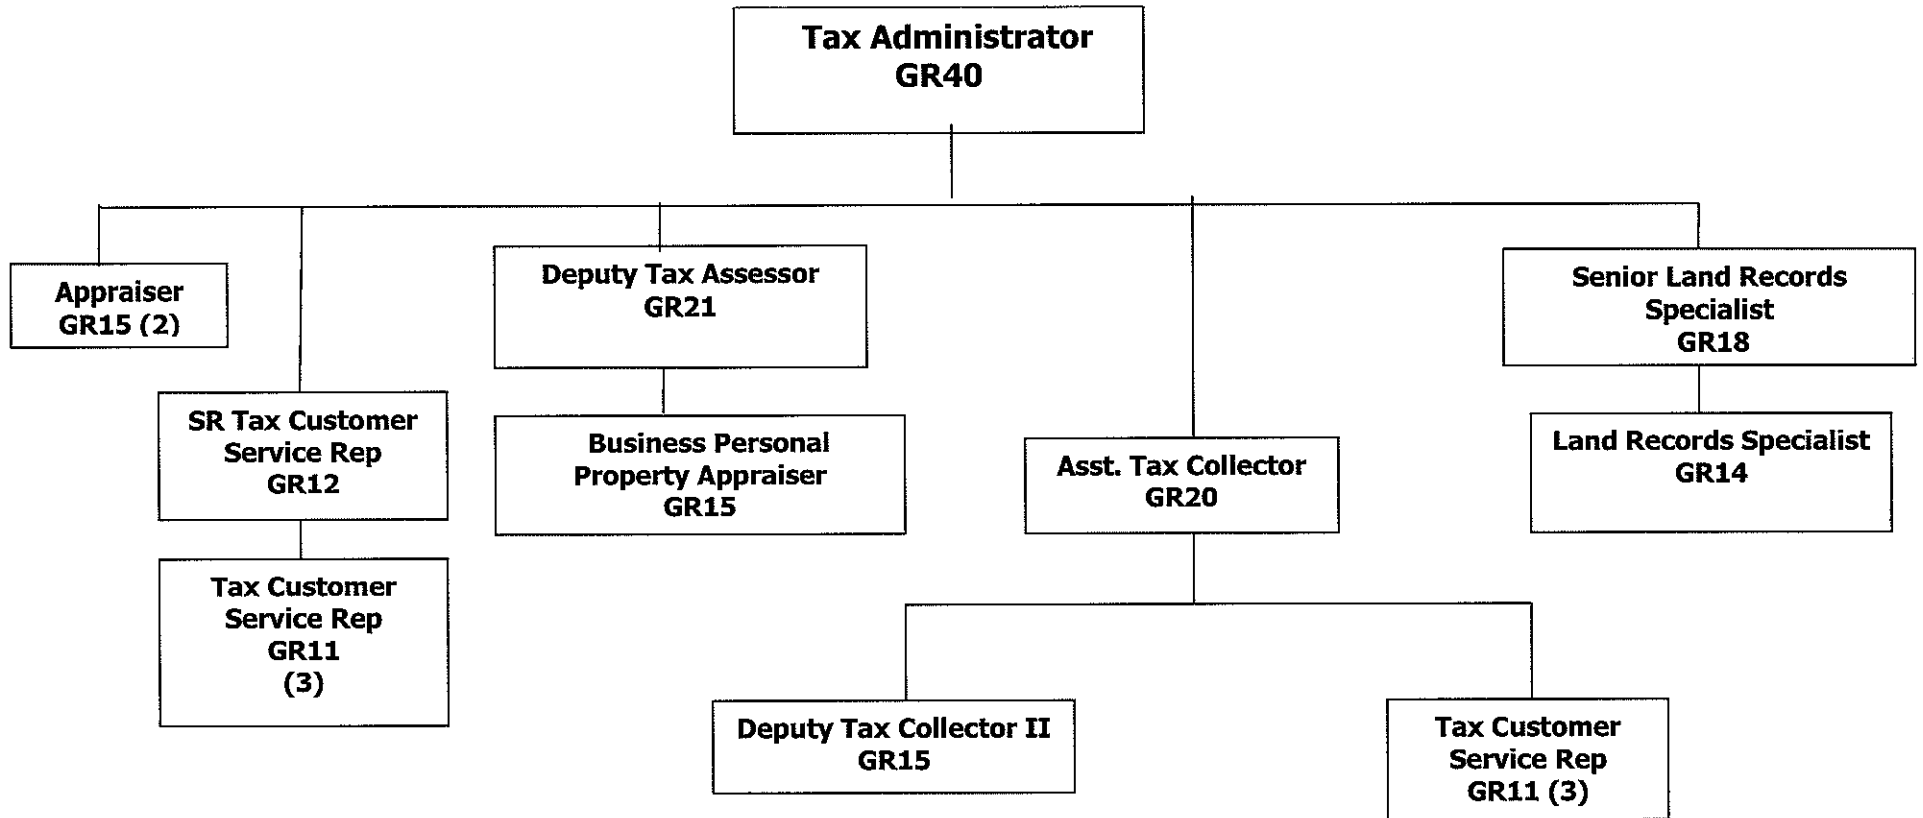 Tax Administrator
GR40
Appraiser
GR15 (2)
SR Tax Customer
Service Rep
GR12
Tax Customer
Service Rep
GR11
(3)
Deputy Tax Assessor
GR21
Business Personal
Property Appraiser
GR15
Asst. Tax Collector
GR20
Deputy Tax Collector II
GR15
Tax Customer
Service Rep
GR11 (3)
Senior Land Records
Specialist
GR18
Land Records Specialist
GR14